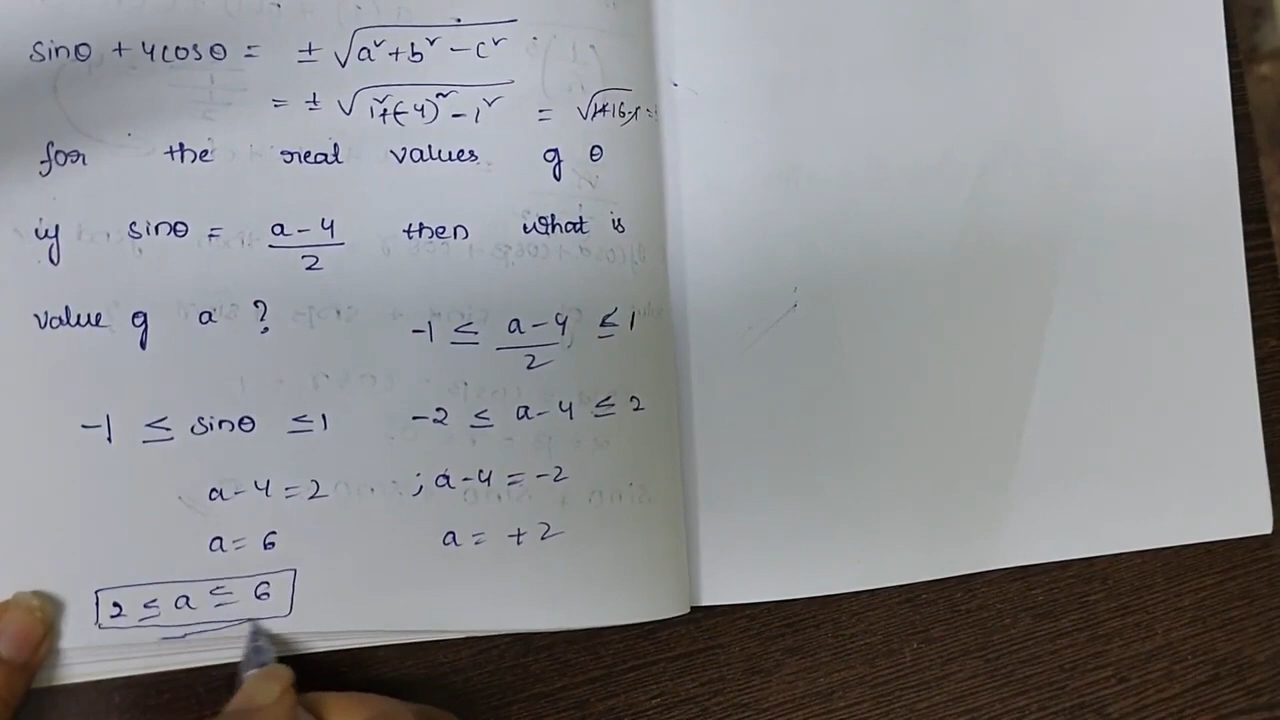 sinθ + 4cosθ = ± √a² + b² - c²
= ± √1² + (-4)² - 1² = √1+16-1 =
for the real values of θ
if sinθ = a-4/2 then what is
value of a ?
-1 ≤ a-4/2 ≤ 1
-1 ≤ sinθ ≤ 1 -2 ≤ a-4 ≤ 2
a-4 = 2 ; a-4 = -2
a = 6 a = +2
2 ≤ a ≤ 6